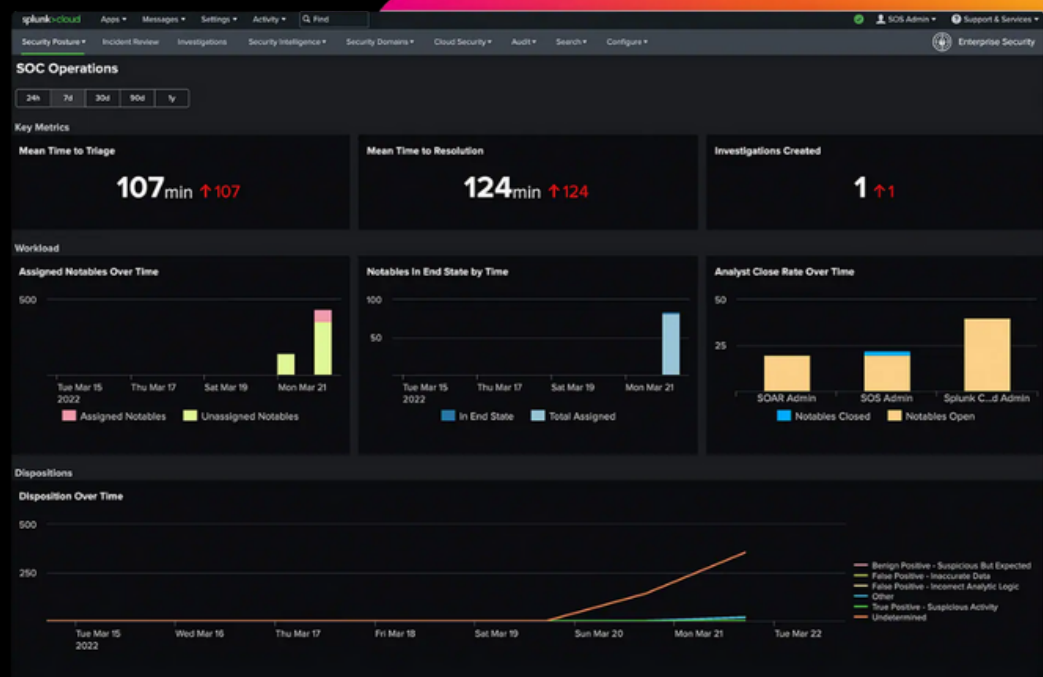 splunk>cloud Apps Messages Settings Activity Find SOS Admin Support & Services
Security Posture Incident Review Investigations Security Intelligence Security Domains Cloud Security Audit Search Configure Enterprise Security
SOC Operations
24h 7d 30d 90d 1y
Key Metrics
Mean Time to Triage
107min ↑107
Mean Time to Resolution
124min ↑124
Investigations Created
1 ↑1
Workload
Assigned Notables Over Time
500
Tue Mar 15 Thu Mar 17 Sat Mar 19 Mon Mar 21
2022
Assigned Notables Unassigned Notables
Notables In End State by Time
100
50
Tue Mar 15 Thu Mar 17 Sat Mar 19 Mon Mar 21
2022
In End State Total Assigned
Analyst Close Rate Over Time
50
25
SOAR Admin SOS Admin Splunk C...d Admin
Notables Closed Notables Open
Dispositions
Disposition Over Time
500
250
Tue Mar 15 Wed Mar 16 Thu Mar 17 Fri Mar 18 Sat Mar 19 Sun Mar 20 Mon Mar 21 Tue Mar 22
2022
Benign Positive - Suspicious But Expected
False Positive - Inaccurate Data
False Positive - Incorrect Analytic Logic
Other
True Positive - Suspicious Activity
Undetermined